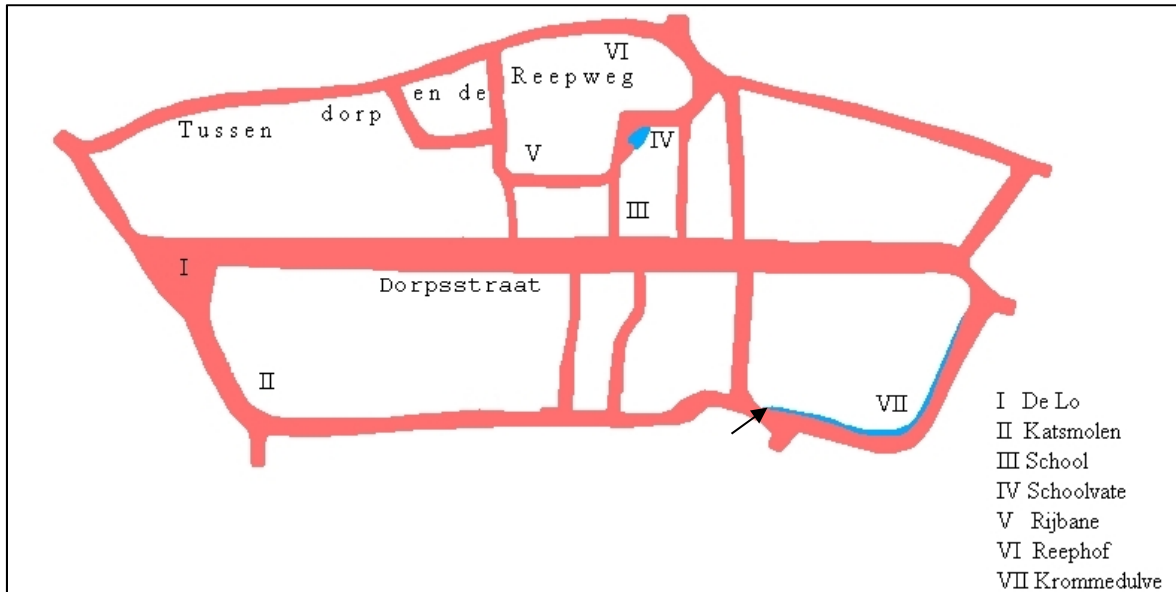 VI
Reepweg
en de
dorp
Tussen
V
IV
III
I
Dorpsstraat
II
VII
I De Lo
II Katsmolen
III School
IV Schoolvate
V Rijbane
VI Reephof
VII Krommedulve